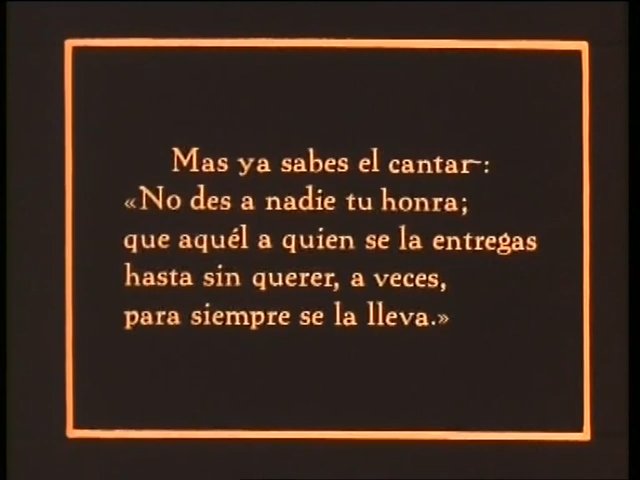 Mas ya sabes el cantar:
«No des a nadie tu honra;
que aquél a quien se la entregas
hasta sin querer, a veces,
para siempre se la lleva.»